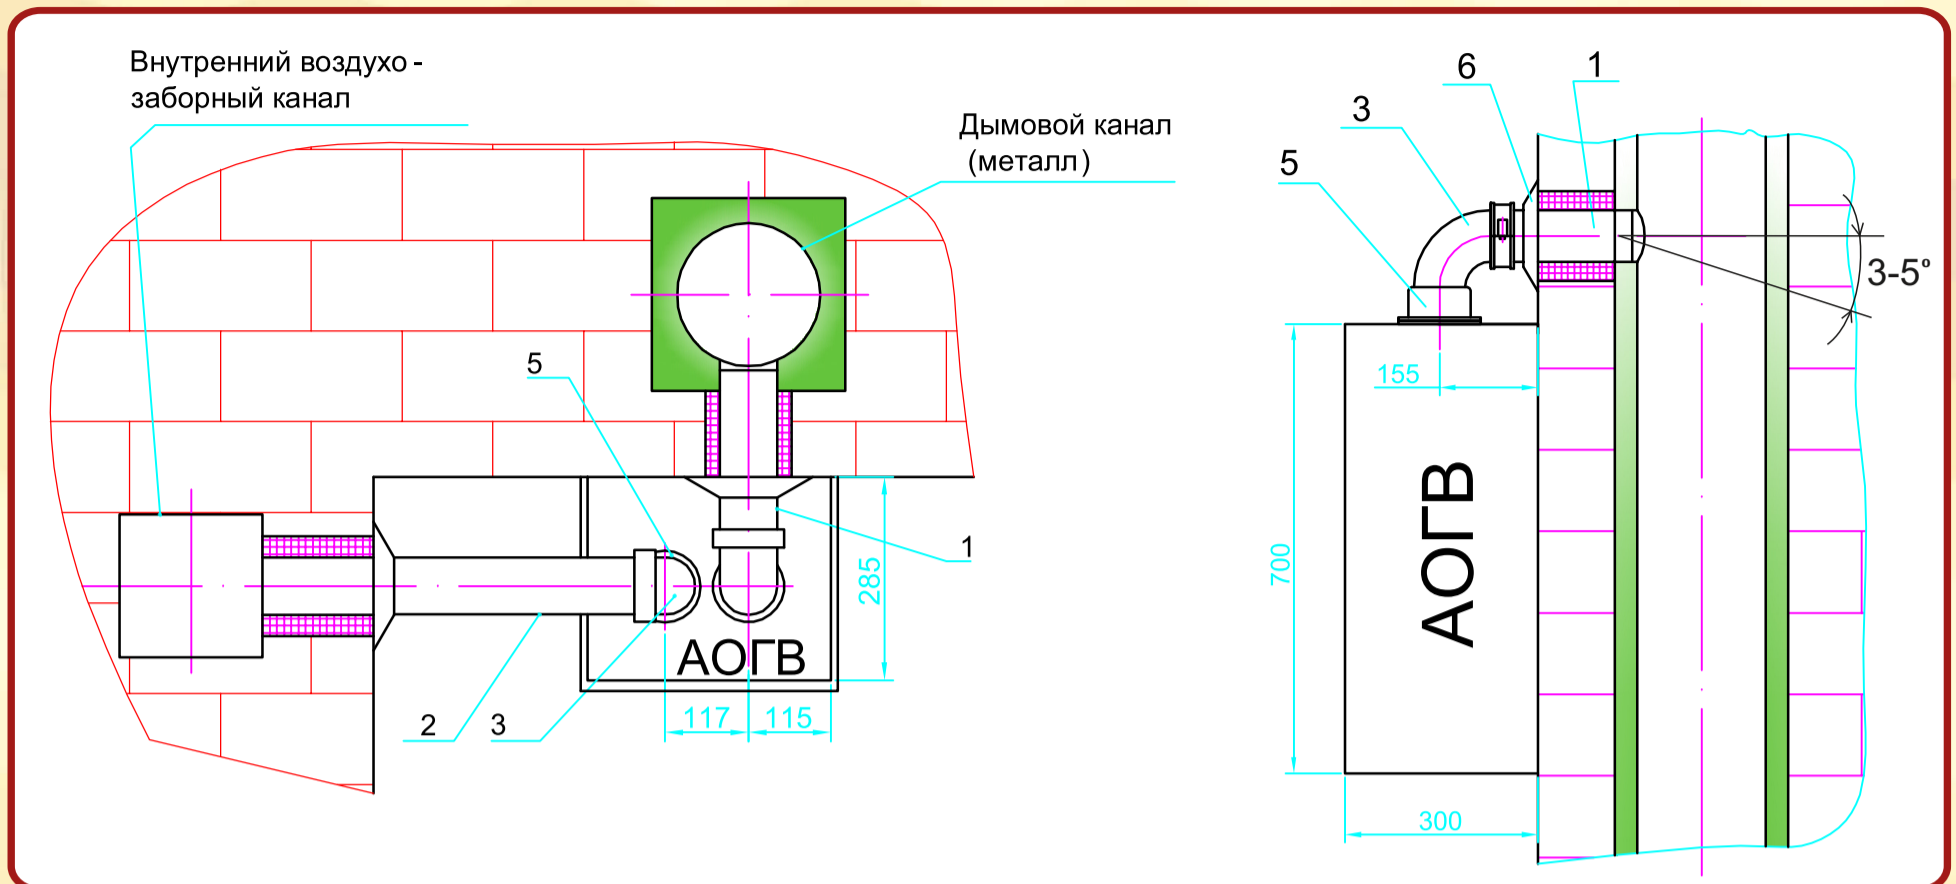 Внутренний воздухо-
заборный канал
Дымовой канал
(металл)
5
1
285
АОГВ
117
115
2
3
6
1
3
5
3-5°
155
АОГВ
700
300